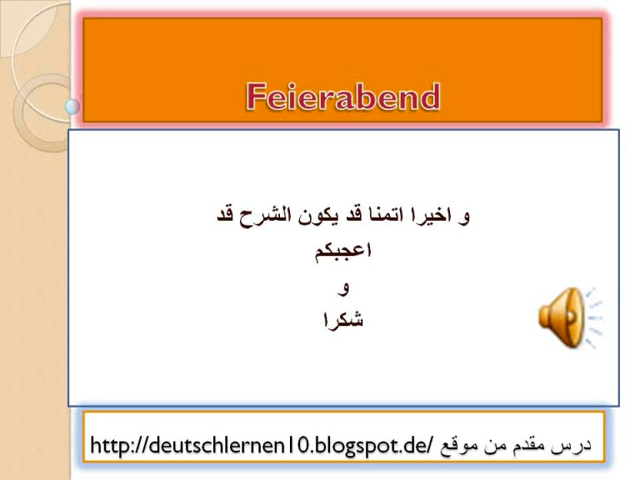 Feierabend
و اخيرا اتمنا قد يكون الشرح قد
اعجبكم
و
شكرا
درس مقدم من موقع http://deutschlernen10.blogspot.de/